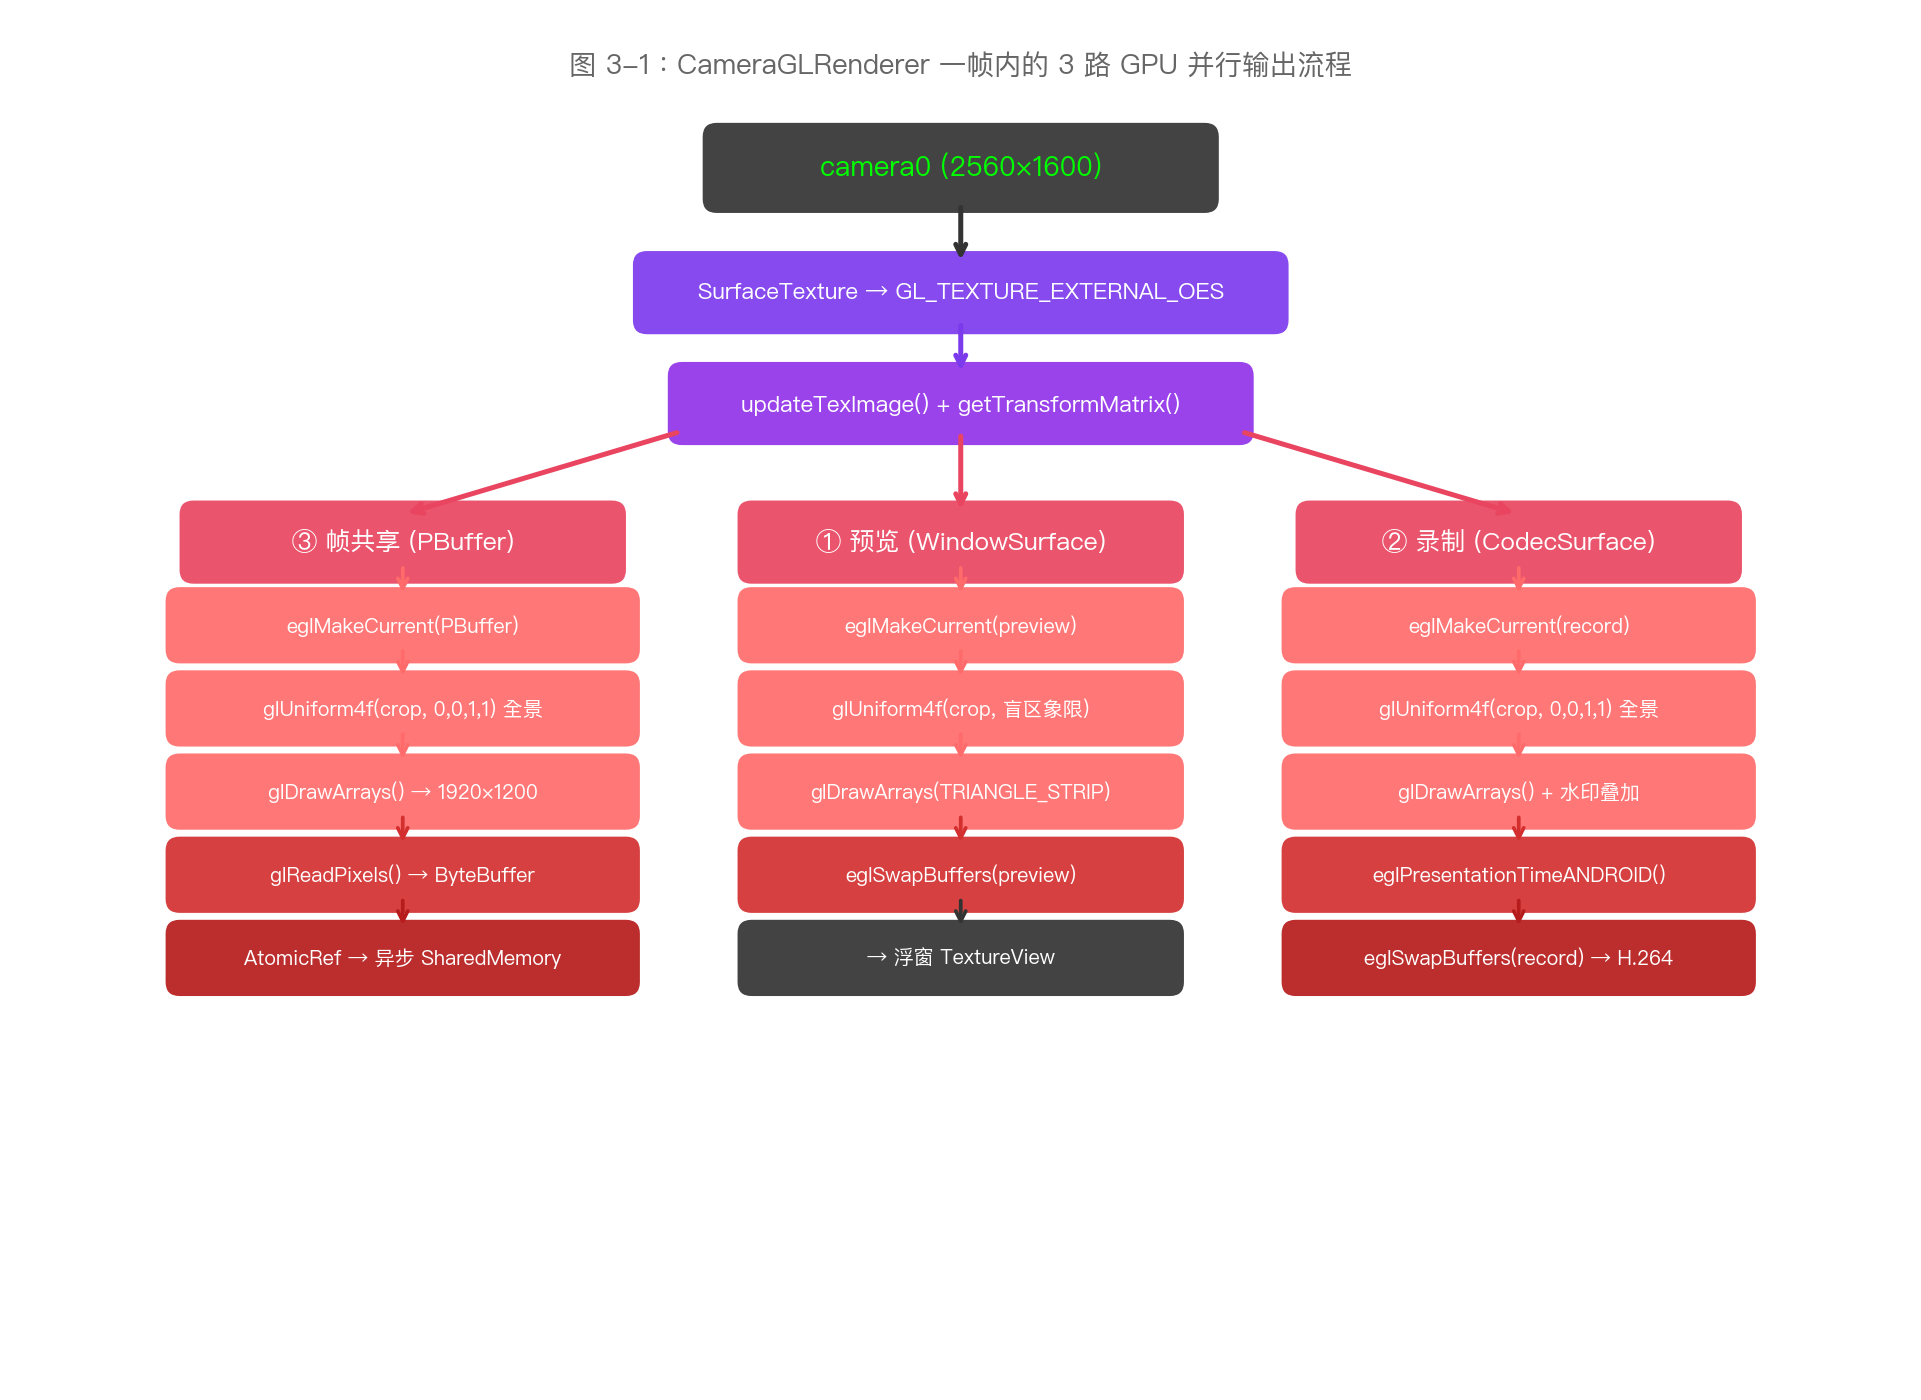 图 3-1：CameraGLRenderer 一帧内的 3 路 GPU 并行输出流程
camera0 (2560×1600)
SurfaceTexture → GL_TEXTURE_EXTERNAL_OES
updateTexImage() + getTransformMatrix()
③ 帧共享 (PBuffer)
eglMakeCurrent(PBuffer)
glUniform4f(crop, 0,0,1,1) 全景
glDrawArrays() → 1920×1200
glReadPixels() → ByteBuffer
AtomicRef → 异步 SharedMemory
① 预览 (WindowSurface)
eglMakeCurrent(preview)
glUniform4f(crop, 盲区象限)
glDrawArrays(TRIANGLE_STRIP)
eglSwapBuffers(preview)
→ 浮窗 TextureView
② 录制 (CodecSurface)
eglMakeCurrent(record)
glUniform4f(crop, 0,0,1,1) 全景
glDrawArrays() + 水印叠加
eglPresentationTimeANDROID()
eglSwapBuffers(record) → H.264